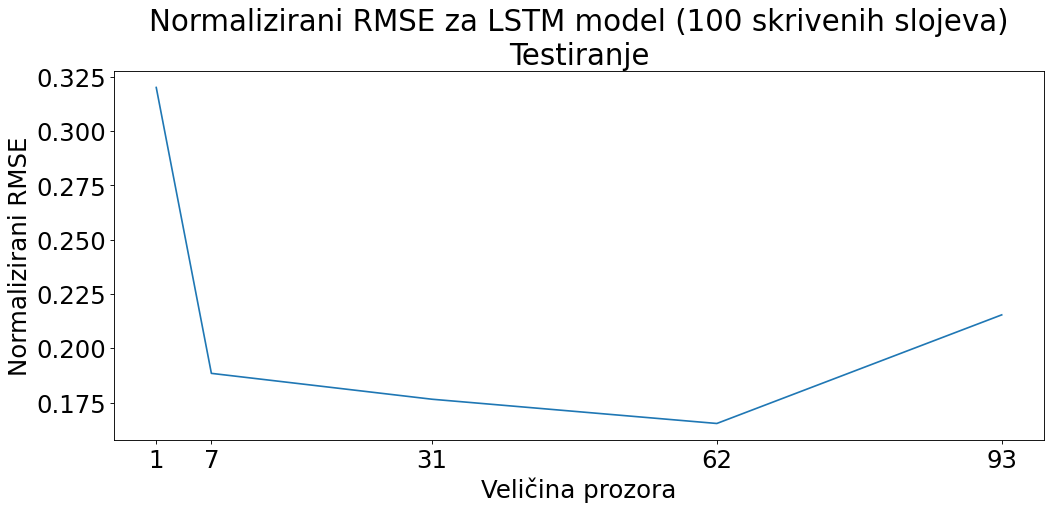 Normalizirani RMSE za LSTM model (100 skrivenih slojeva)
Testiranje
Normalizirani RMSE
0.325
0.300
0.275
0.250
0.225
0.200
0.175
1 7 31 62 93
Veličina prozora